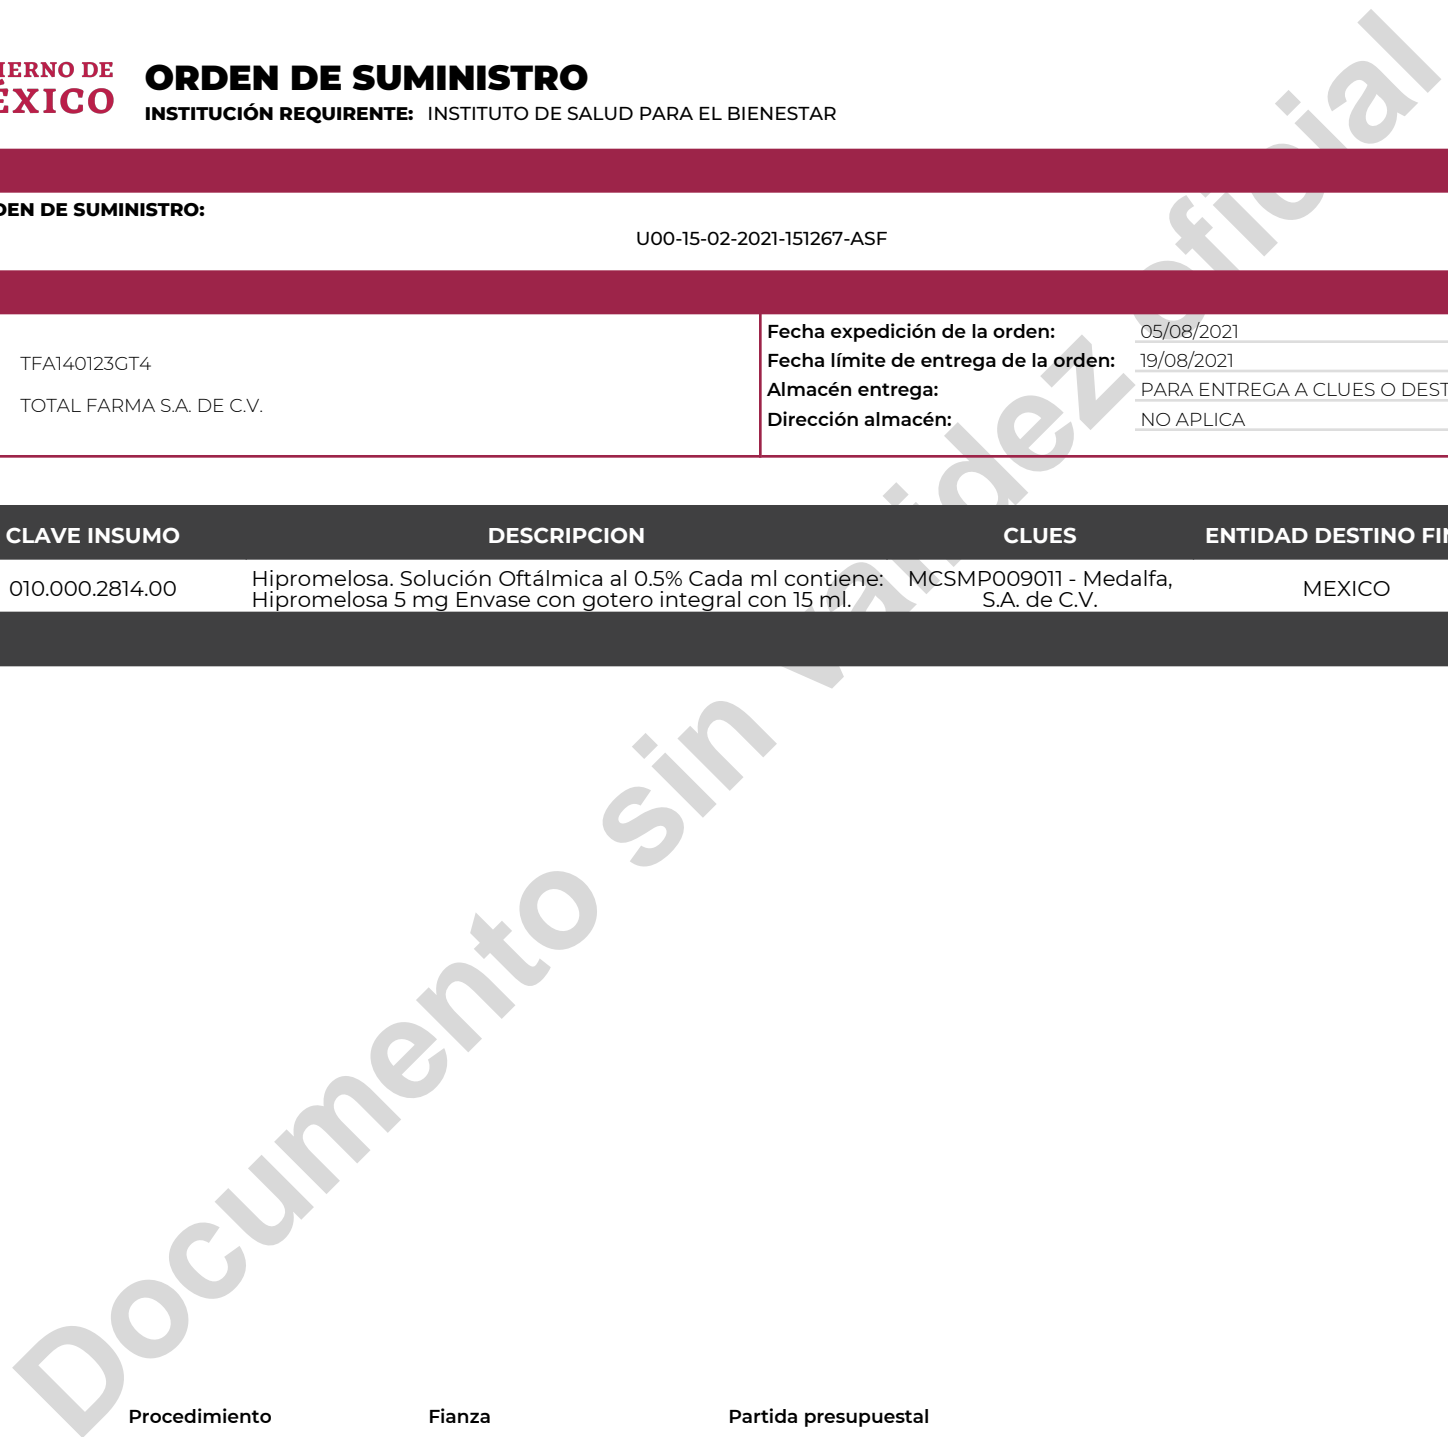 IERNO DE
ÉXICO
ORDEN DE SUMINISTRO
INSTITUCIÓN REQUIRENTE: INSTITUTO DE SALUD PARA EL BIENESTAR
DEN DE SUMINISTRO:
U00-15-02-2021-151267-ASF
TFA140123GT4
TOTAL FARMA S.A. DE C.V.
Fecha expedición de la orden: 05/08/2021
Fecha límite de entrega de la orden: 19/08/2021
Almacén entrega: PARA ENTREGA A CLUES O DEST
Dirección almacén: NO APLICA
CLAVE INSUMO DESCRIPCION CLUES ENTIDAD DESTINO FIN
010.000.2814.00 Hipromelosa. Solución Oftálmica al 0.5% Cada ml contiene: MCSMP009011 - Medalfa, MEXICO
Hipromelosa 5 mg Envase con gotero integral con 15 ml. S.A. de C.V.
Documento sin validez oficial
Procedimiento Fianza Partida presupuestal